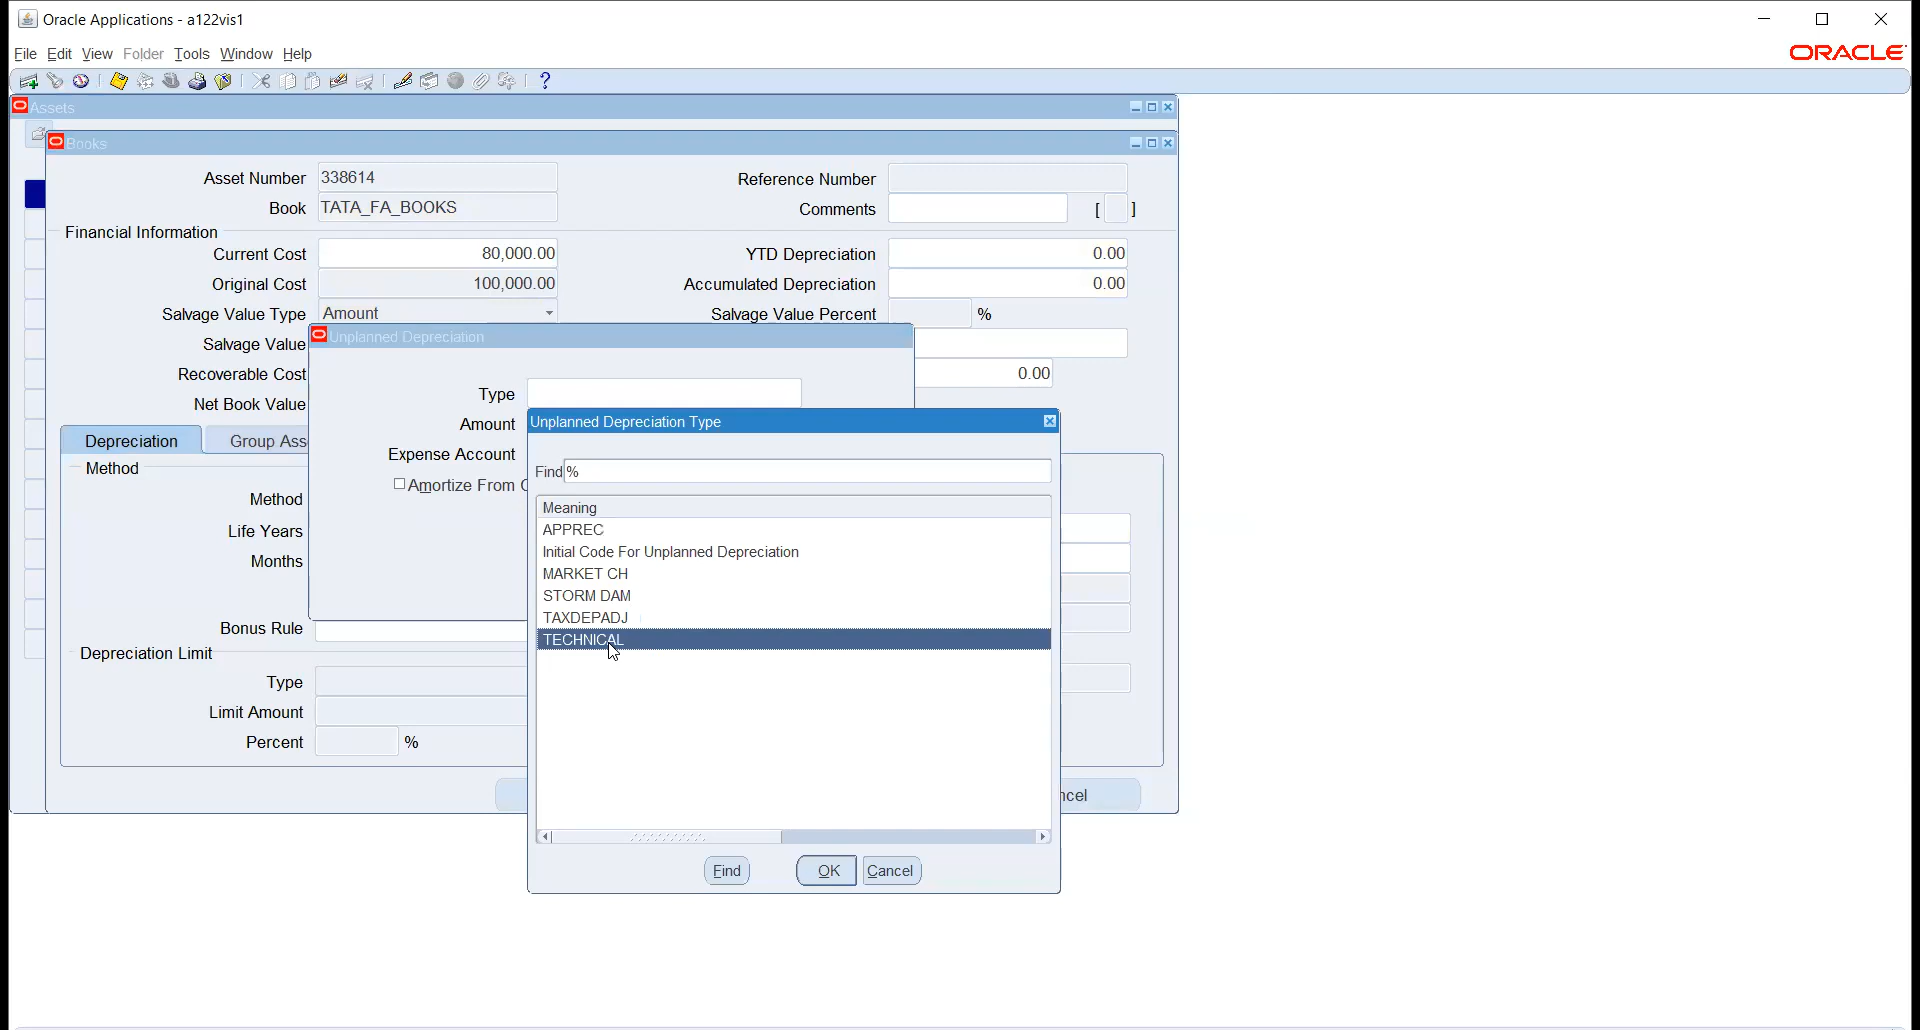 Oracle Applications - a122vis1
File Edit View Folder Tools Window Help
ORACLE
Assets
Books
Asset Number 338614 Reference Number
Book TATA_FA_BOOKS Comments [ ]
Financial Information
Current Cost 80,000.00 YTD Depreciation 0.00
Original Cost 100,000.00 Accumulated Depreciation 0.00
Salvage Value Type Amount Salvage Value Percent %
Unplanned Depreciation
Salvage Value
Recoverable Cost 0.00
Type
Net Book Value
Amount Unplanned Depreciation Type
Depreciation Group Ass
Expense Account
Method
Find %
Amortize From
Method
Meaning
Life Years APPREC
Months Initial Code For Unplanned Depreciation
MARKET CH
STORM DAM
TAXDEPADJ
Bonus Rule TECHNICAL
Depreciation Limit
Type
Limit Amount
Percent %
ncel
Find OK Cancel